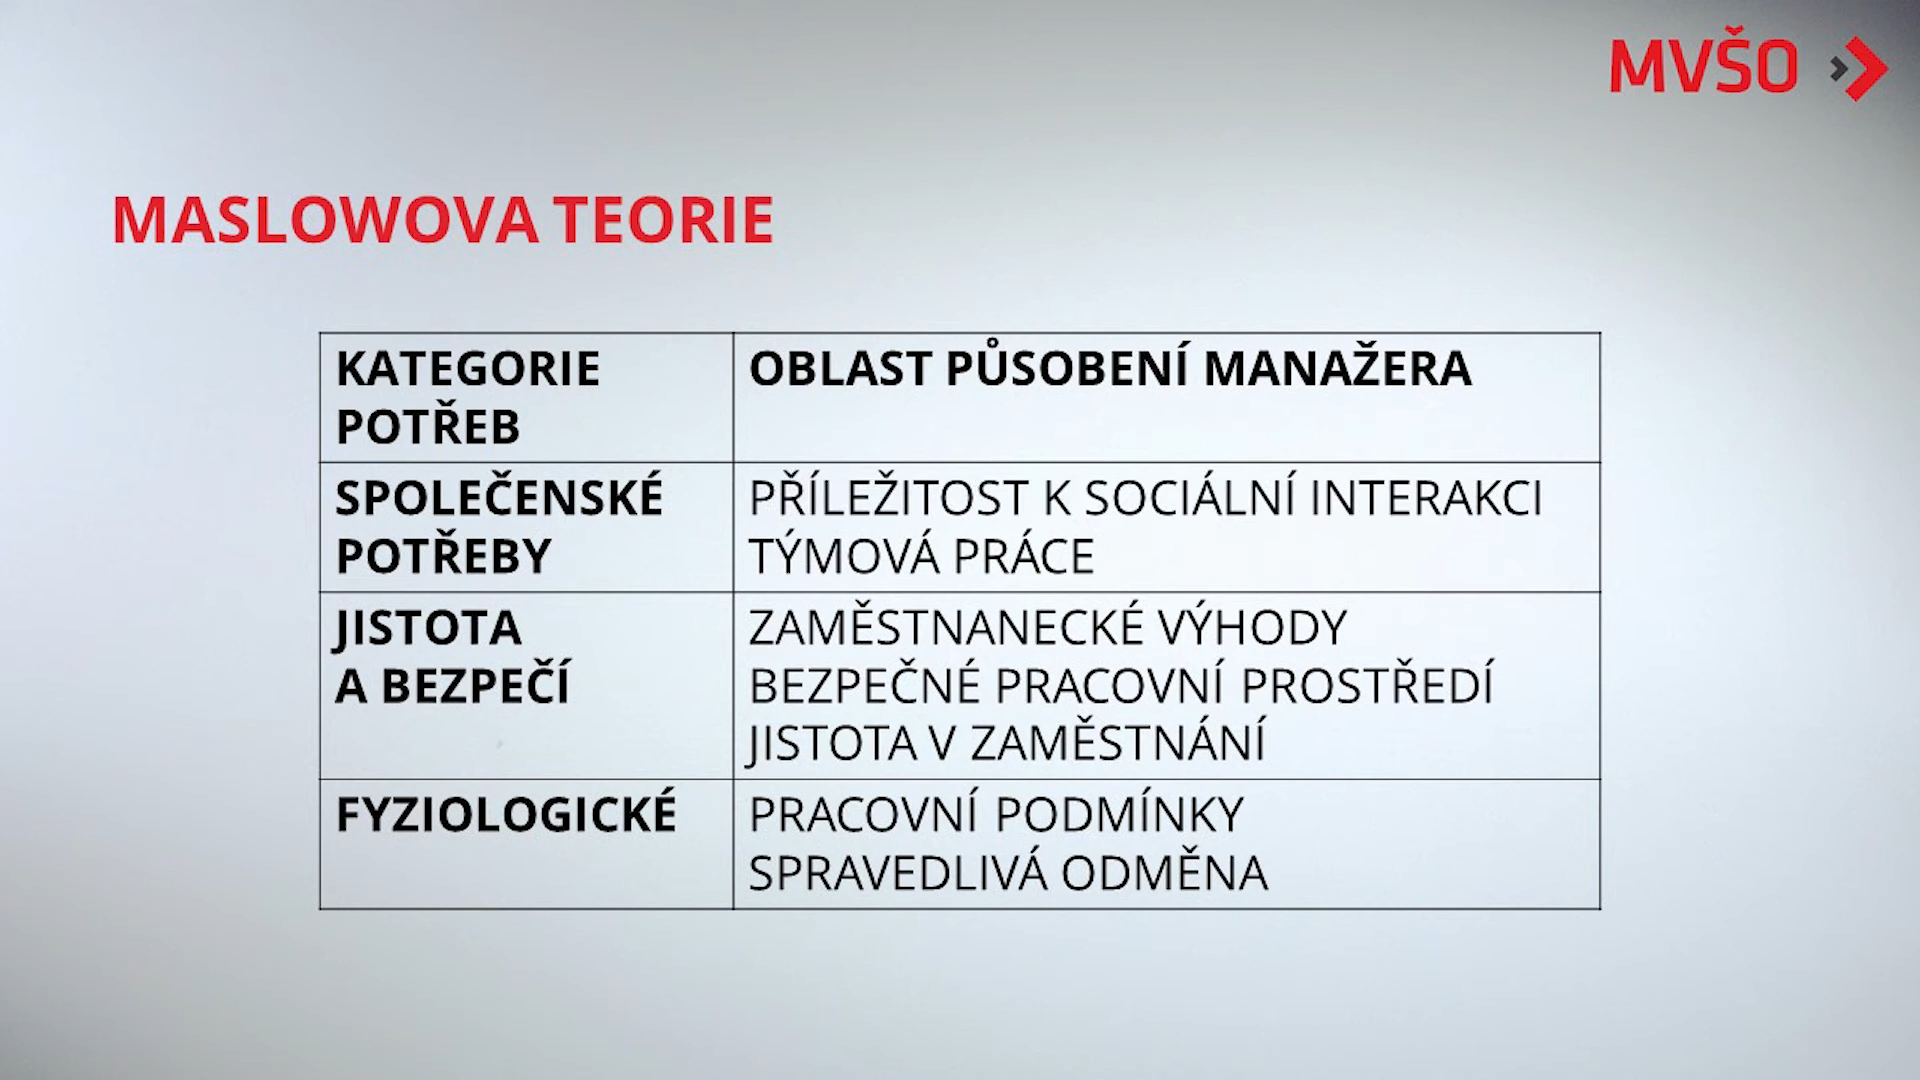 MVŠO
MASLOWOVA TEORIE
KATEGORIE
POTŘEB
OBLAST PŮSOBENÍ MANAŽERA
SPOLEČENSKÉ
POTŘEBY
PŘÍLEŽITOST K SOCIÁLNÍ INTERAKCI
TÝMOVÁ PRÁCE
JISTOTA
A BEZPEČÍ
ZAMĚSTNANECKÉ VÝHODY
BEZPEČNÉ PRACOVNÍ PROSTŘEDÍ
JISTOTA V ZAMĚSTNÁNÍ
FYZIOLOGICKÉ
PRACOVNÍ PODMÍNKY
SPRAVEDLIVÁ ODMĚNA